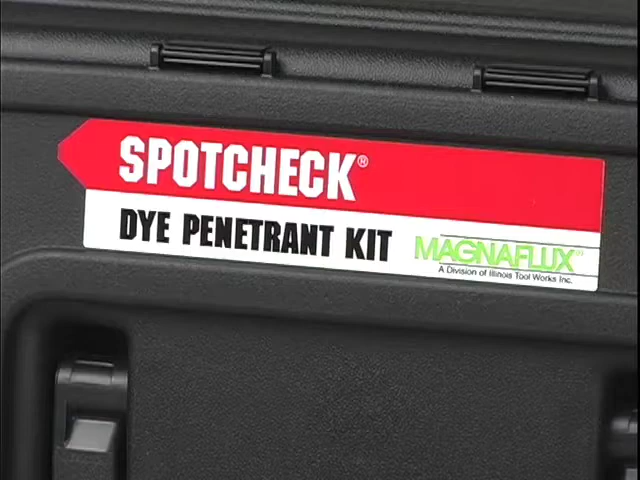 SPOTCHECK®
DYE PENETRANT KIT
MAGNAFLUX
A Division of Illinois Tool Works Inc.